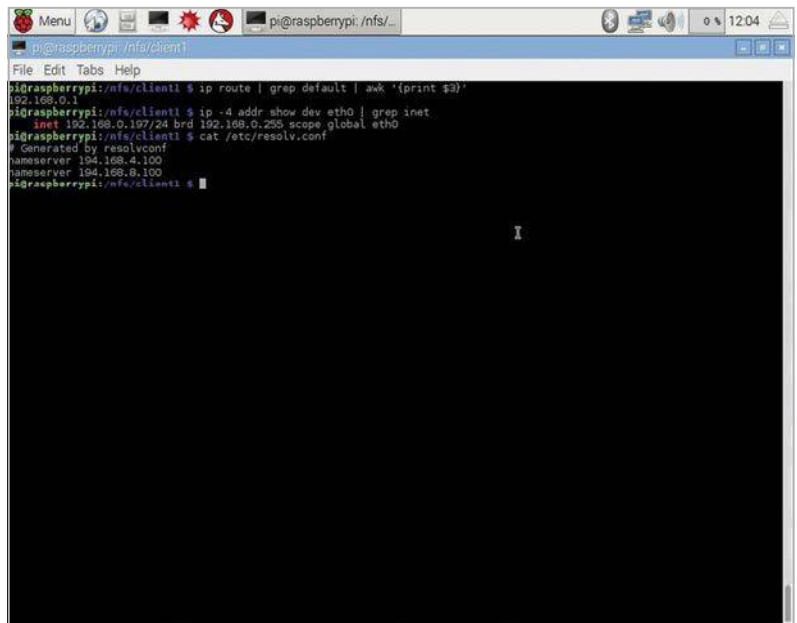 Menu
pi@raspberrypi: /nfs/...
0 %
12:04
pi@raspberrypi: /nfs/client1
File Edit Tabs Help
pi@raspberrypi:/nfs/client1 $ ip route | grep default | awk '{print $3}'
192.168.0.1
pi@raspberrypi:/nfs/client1 $ ip -4 addr show dev eth0 | grep inet
inet 192.168.0.197/24 brd 192.168.0.255 scope global eth0
pi@raspberrypi:/nfs/client1 $ cat /etc/resolv.conf
# Generated by resolvconf
nameserver 194.168.4.100
nameserver 194.168.8.100
pi@raspberrypi:/nfs/client1 $